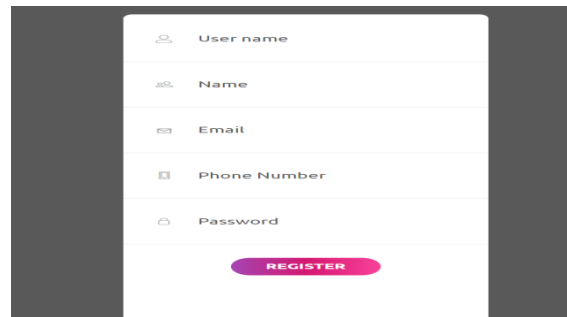 User name
Name
Email
Phone Number
Password
REGISTER